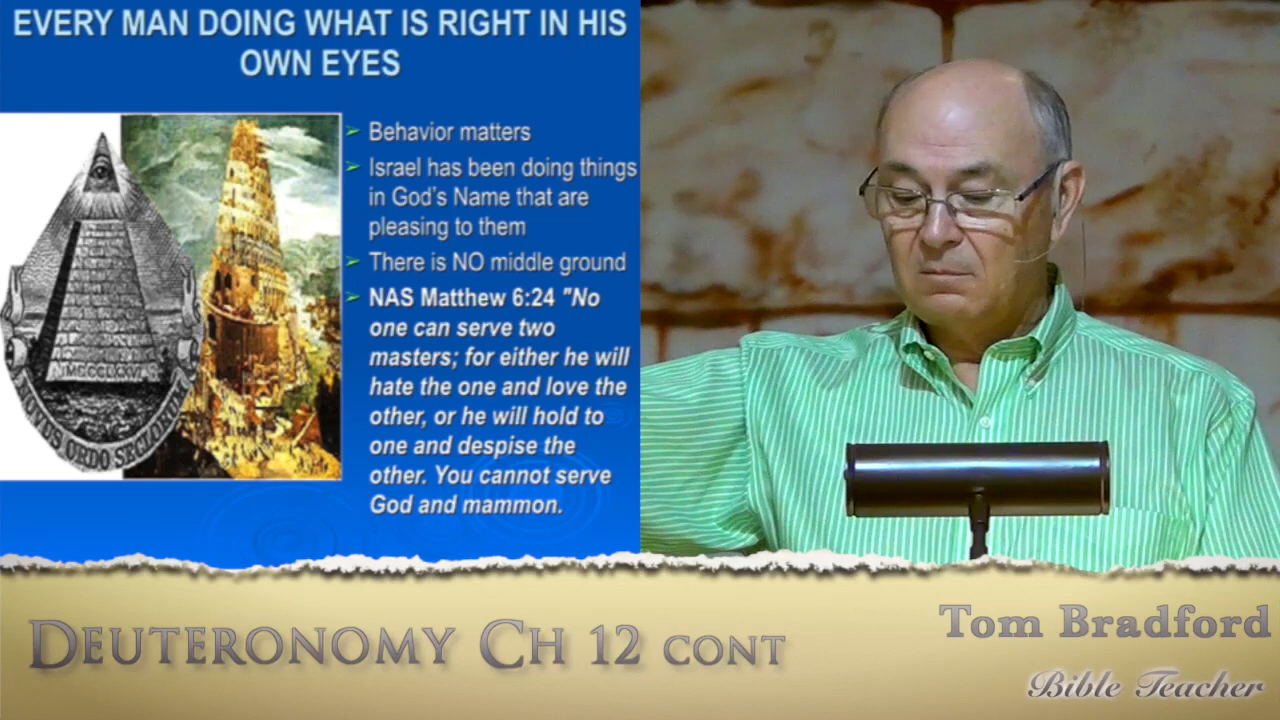 EVERY MAN DOING WHAT IS RIGHT IN HIS
OWN EYES
Behavior matters
Israel has been doing things
in God's Name that are
pleasing to them
There is NO middle ground
NAS Matthew 6:24 "No
one can serve two
masters; for either he will
hate the one and love the
other, or he will hold to
one and despise the
other. You cannot serve
God and mammon.
MDCCLXXVI
ORDO
DEUTERONOMY CH 12 CONT
Tom Bradford
Bible Teacher